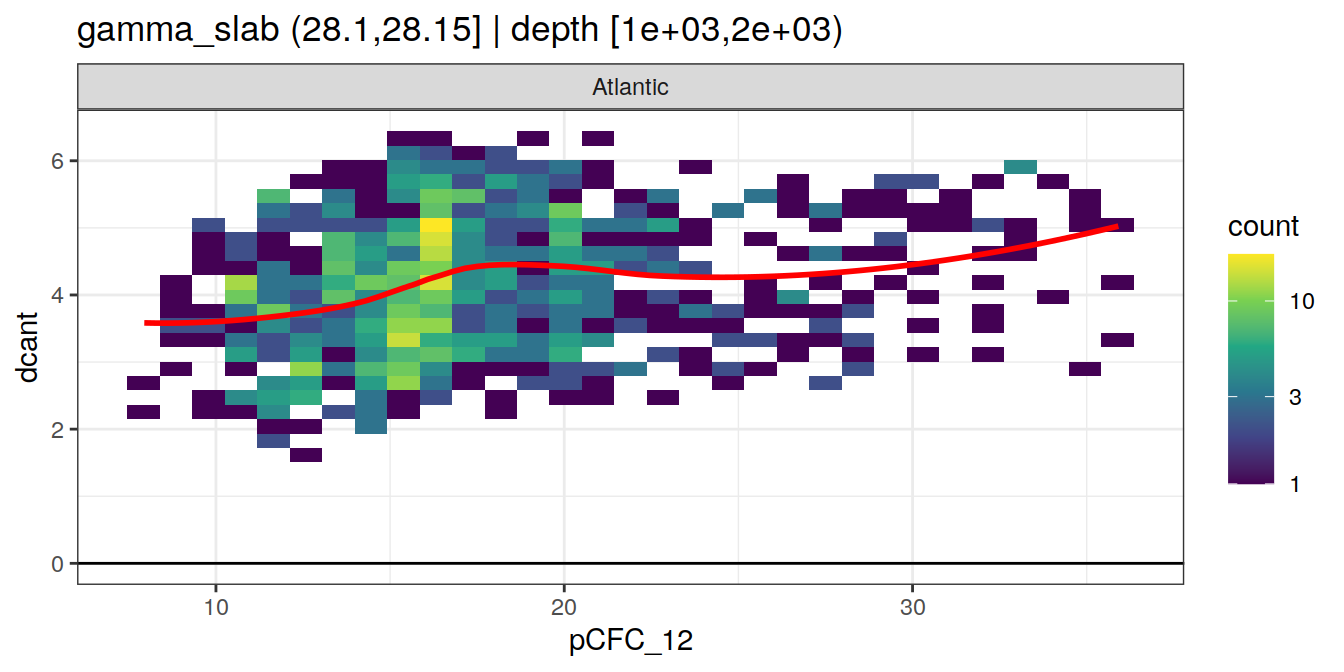 gamma_slab (28.1,28.15] | depth [1e+03,2e+03)
Atlantic
6
4
2
0
dcant
10
20
30
pCFC_12
count
10
3
1